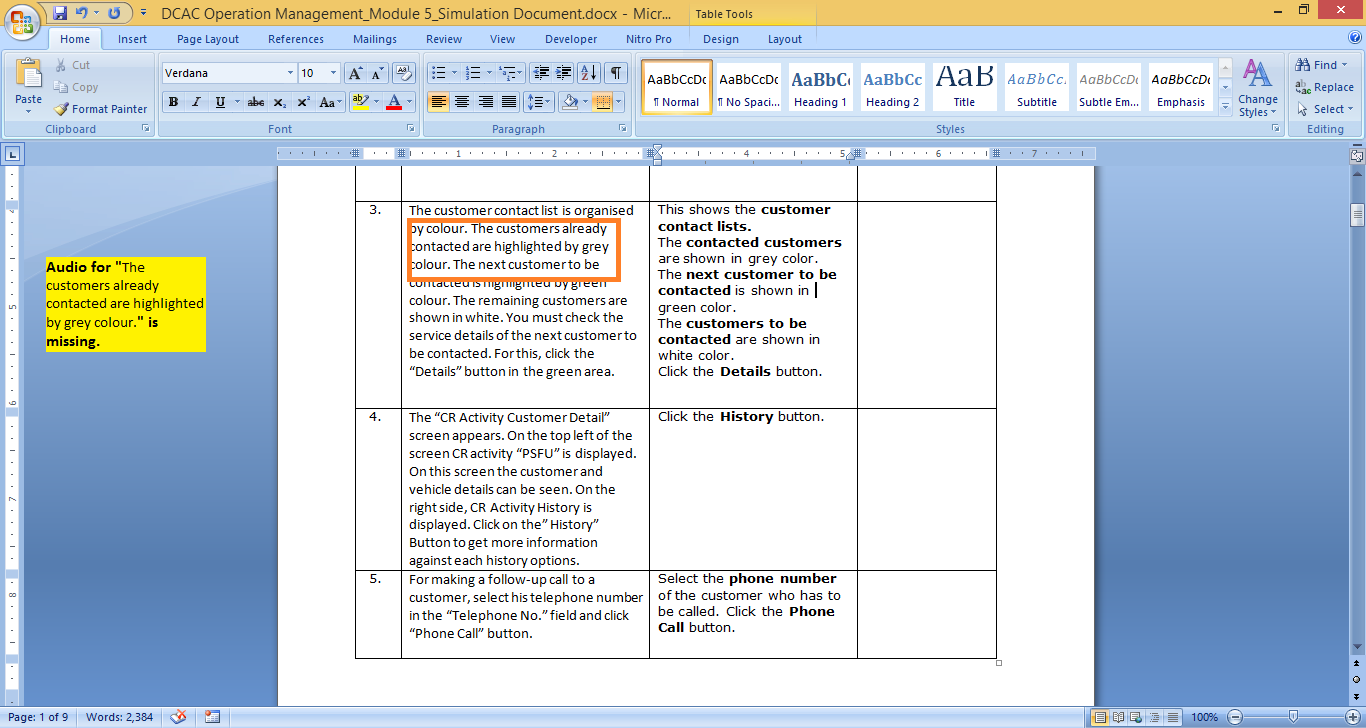 DCAC Operation Management_Module 5_Simulation Document.docx - Micr...
Table Tools
Home Insert Page Layout References Mailings Review View Developer Nitro Pro Design Layout
Paste
Cut
Copy
Format Painter
Clipboard
Verdana 10
Font
Paragraph
AaBbCcDc AaBbCcDc AaBbC AaBbCc AaB AaBbCc. AaBbCcDc AaBbCcDc
¶ Normal ¶ No Spaci... Heading 1 Heading 2 Title Subtitle Subtle Em... Emphasis
Change Styles
Styles
Find
Replace
Select
Editing
1 2 4 5 6 7
Audio for "The
customers already
contacted are highlighted
by grey colour." is
missing.
3.
The customer contact list is organised
by colour. The customers already
contacted are highlighted by grey
colour. The next customer to be
contacted is highlighted by green
colour. The remaining customers are
shown in white. You must check the
service details of the next customer to
be contacted. For this, click the
“Details” button in the green area.
This shows the customer
contact lists.
The contacted customers
are shown in grey color.
The next customer to be
contacted is shown in
green color.
The customers to be
contacted are shown in
white color.
Click the Details button.
4.
The “CR Activity Customer Detail”
screen appears. On the top left of the
screen CR activity “PSFU” is displayed.
On this screen the customer and
vehicle details can be seen. On the
right side, CR Activity History is
displayed. Click on the” History”
Button to get more information
against each history options.
Click the History button.
5.
For making a follow-up call to a
customer, select his telephone number
in the “Telephone No.” field and click
“Phone Call” button.
Select the phone number
of the customer who has to
be called. Click the Phone
Call button.
Page: 1 of 9 Words: 2,384 100%